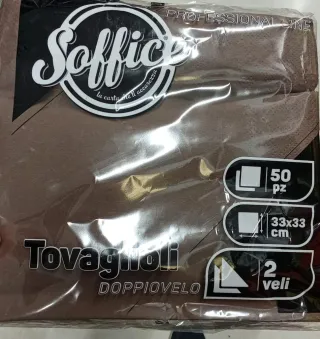 PROFESSIONAL LINE
Soffice
50
pz
33x33
cm
Tovaglioli
DOPPIOVELO
2
veli